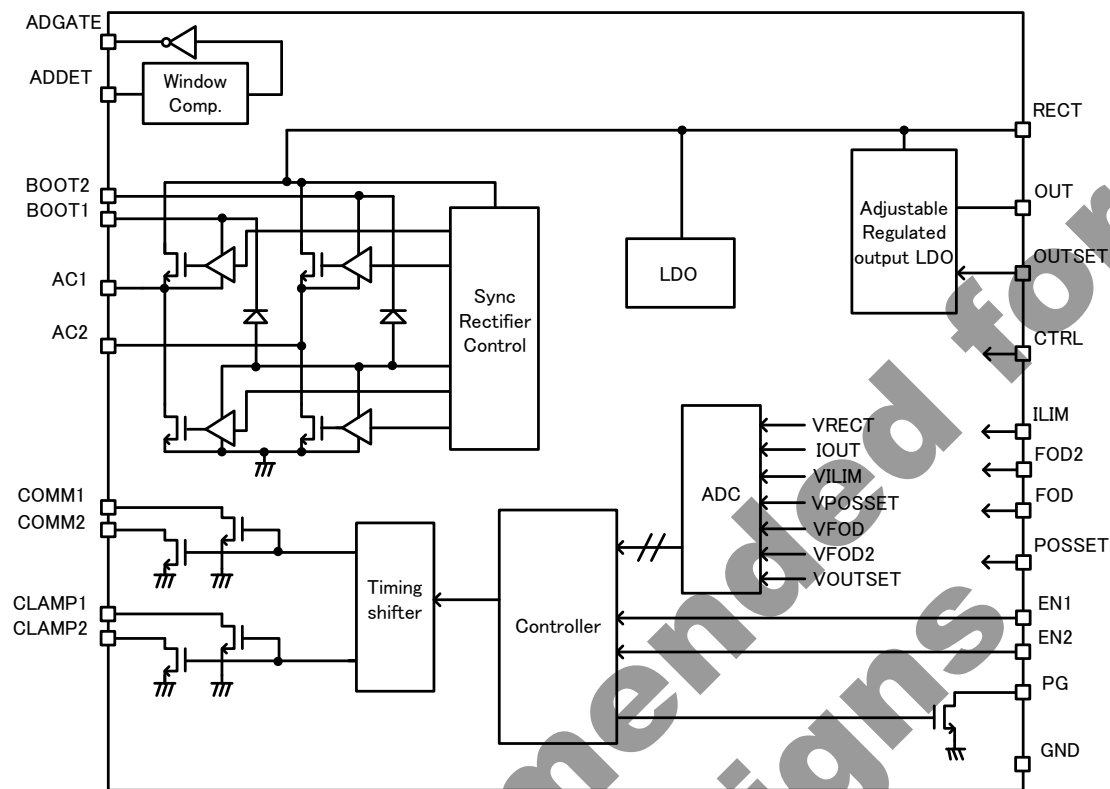 ADGATE
ADDET
Window
Comp.
RECT
BOOT2
BOOT1
AC1
AC2
Sync
Rectifier
Control
LDO
Adjustable
Regulated
output LDO
OUT
OUTSET
CTRL
ILIM
FOD2
FOD
POSSET
VRECT
IOUT
VILIM
VPOSSET
VFOD
VFOD2
VOUTSET
ADC
COMM1
COMM2
CLAMP1
CLAMP2
Timing
shifter
Controller
EN1
EN2
PG
GND